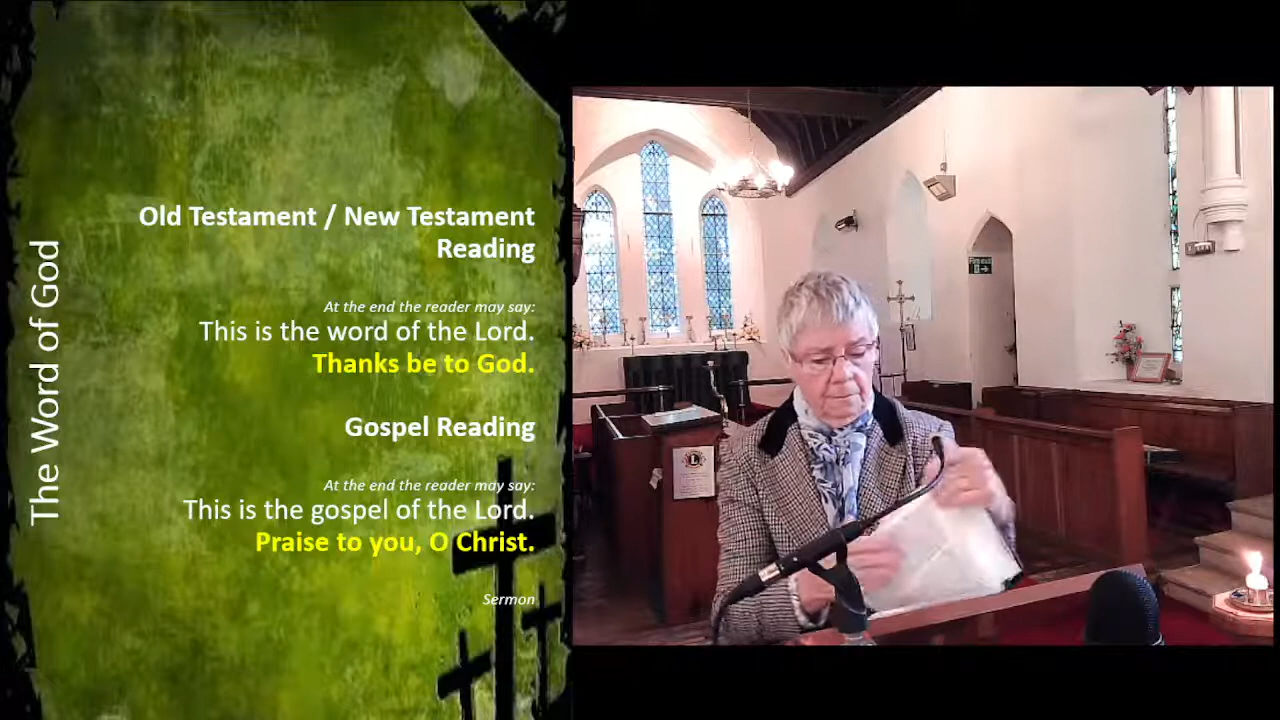 The Word of God
Old Testament / New Testament
Reading
At the end the reader may say:
This is the word of the Lord.
Thanks be to God.
Gospel Reading
At the end the reader may say:
This is the gospel of the Lord.
Praise to you, O Christ.
Sermon
L